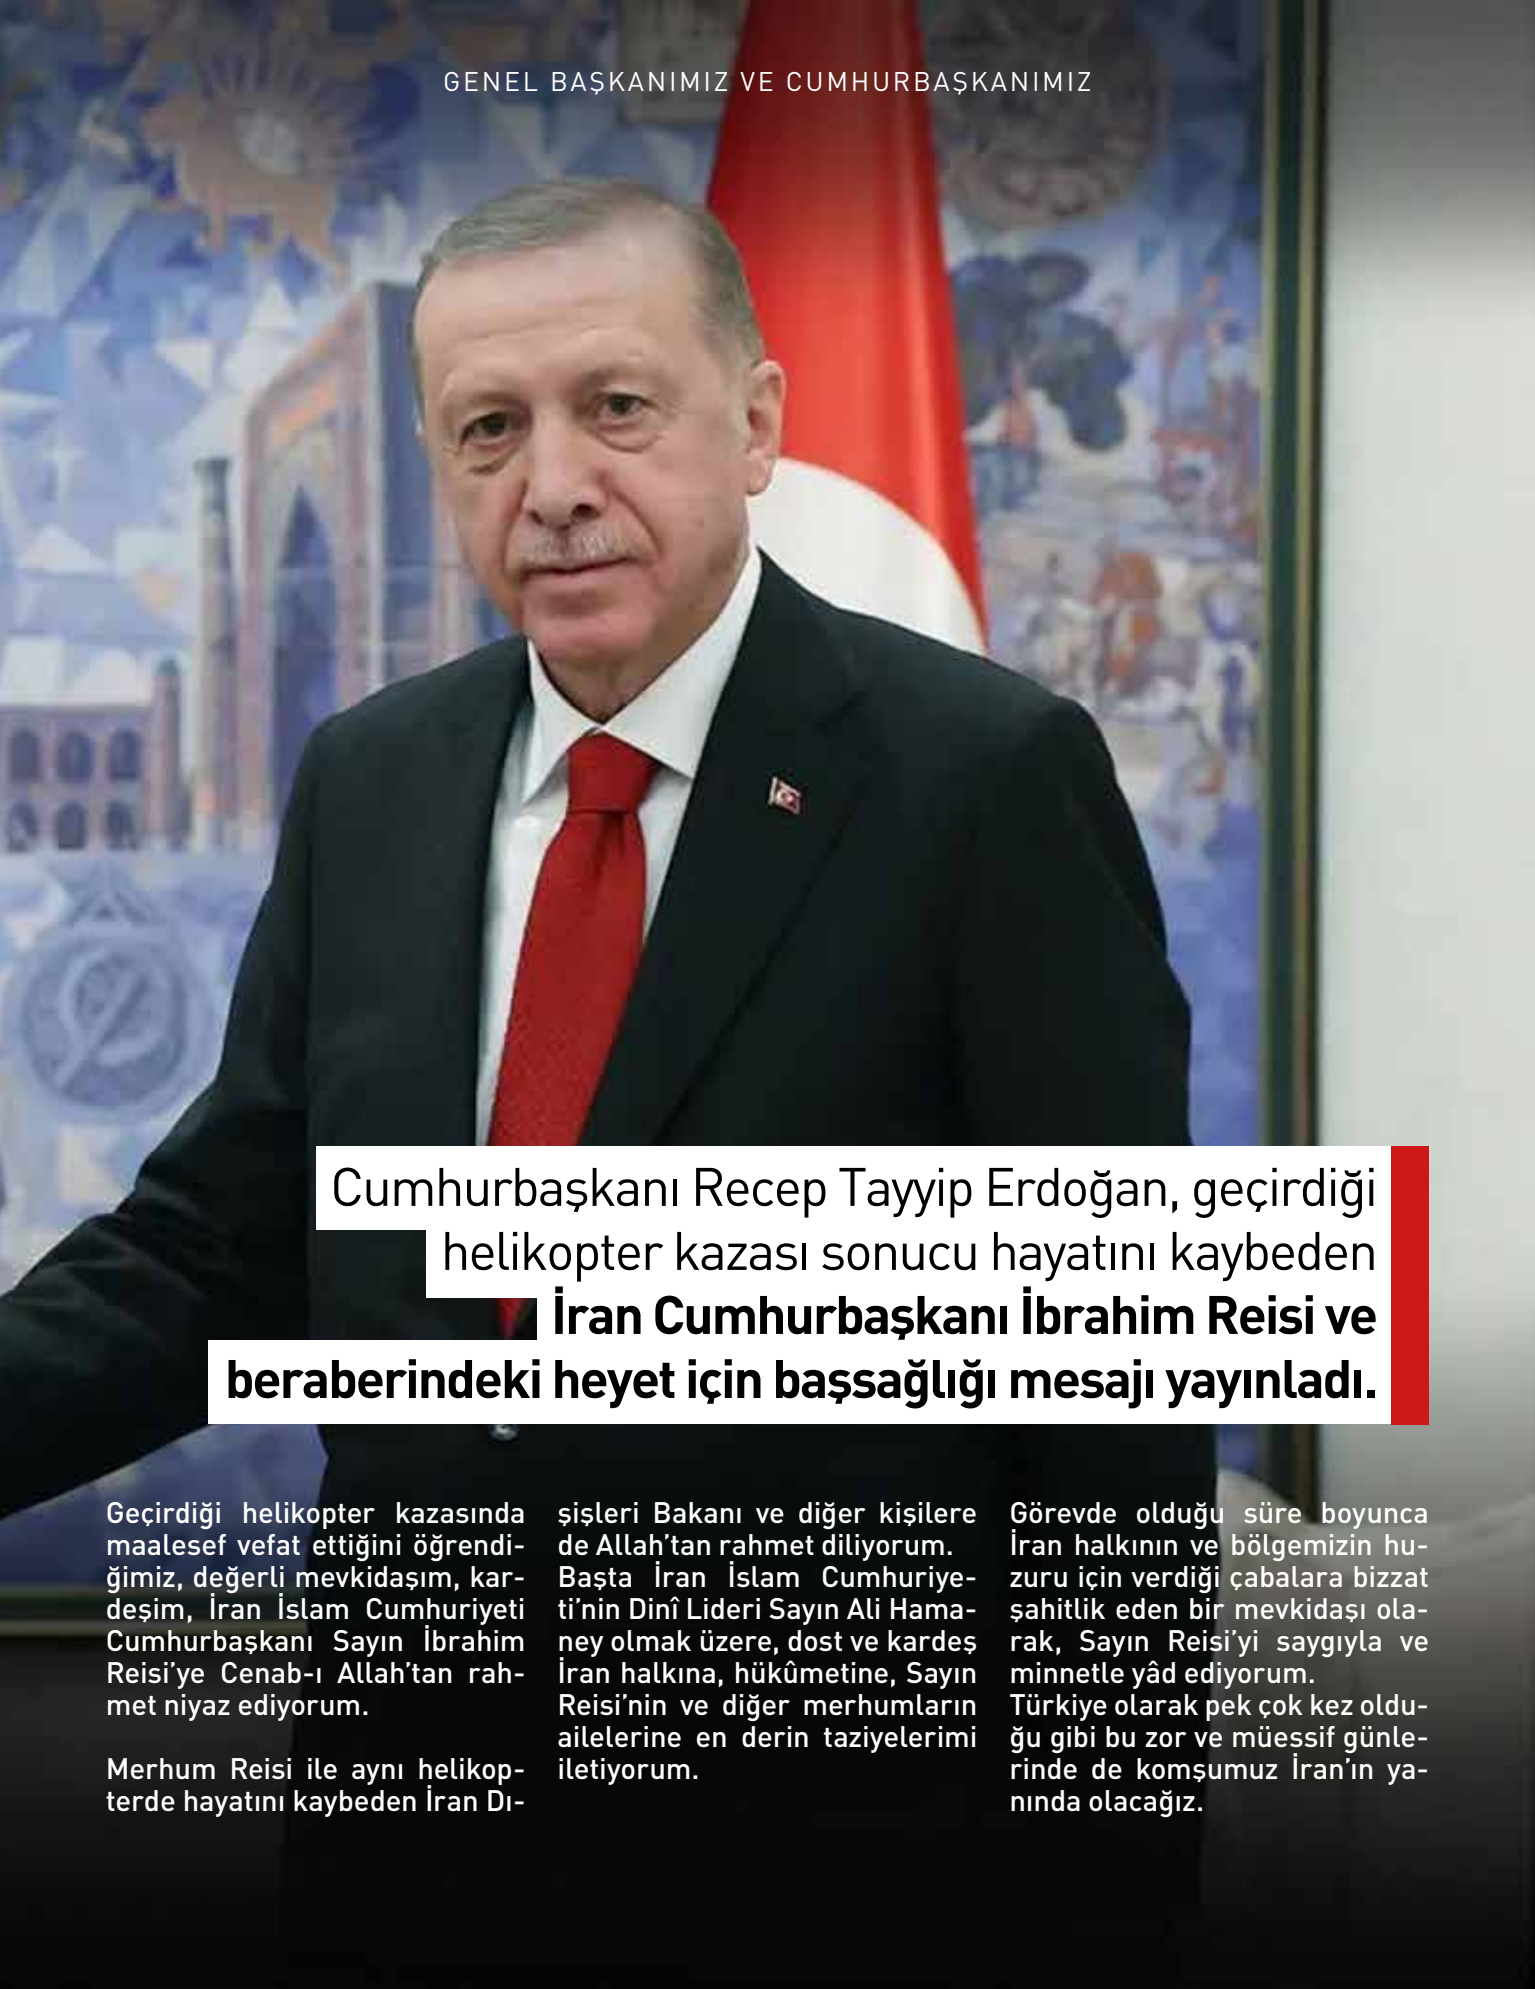 GENEL BAŞKANIMIZ VE CUMHURBAŞKANIMIZ
Cumhurbaşkanı Recep Tayyip Erdoğan, geçirdiği
helikopter kazası sonucu hayatını kaybeden
İran Cumhurbaşkanı İbrahim Reisi ve
beraberindeki heyet için başsağlığı mesajı yayınladı.
Geçirdiği helikopter kazasında
maalesef vefat ettiğini öğrendi-
ğimiz, değerli mevkidaşım, kar-
deşim, İran İslam Cumhuriyeti
Cumhurbaşkanı Sayın İbrahim
Reisi’ye Cenab-ı Allah’tan rah-
met niyaz ediyorum.
Merhum Reisi ile aynı helikop-
terde hayatını kaybeden İran Dı-
şişleri Bakanı ve diğer kişilere
de Allah’tan rahmet diliyorum.
Başta İran İslam Cumhuriye-
ti’nin Dinî Lideri Sayın Ali Hama-
ney olmak üzere, dost ve kardeş
İran halkına, hükûmetine, Sayın
Reisi’nin ve diğer merhumların
ailelerine en derin taziyelerimi
iletiyorum.
Görevde olduğu süre boyunca
İran halkının ve bölgemizin hu-
zuru için verdiği çabalara bizzat
şahitlik eden bir mevkidaşı ola-
rak, Sayın Reisi’yi saygıyla ve
minnetle yâd ediyorum.
Türkiye olarak pek çok kez oldu-
ğu gibi bu zor ve müessif günle-
rinde de komşumuz İran’ın ya-
nında olacağız.